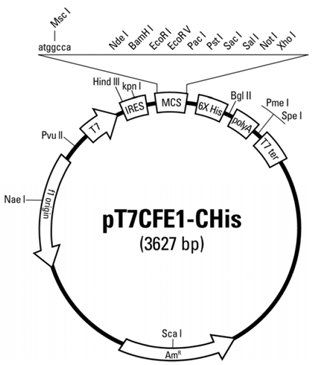 Msc I
atggcca
Nde I
BamH I
EcoR I
EcoR V
Pac I
Pst I
Sac I
Sal I
Not I
Xho I
Hind III
kpn I
IRES
MCS
6X His
Bgl II
polyA
Pme I
Spe I
T7 ter
T7
Pvu II
Nae I
f1 origin
pT7CFE1-CHis
(3627 bp)
Sca I
AmR